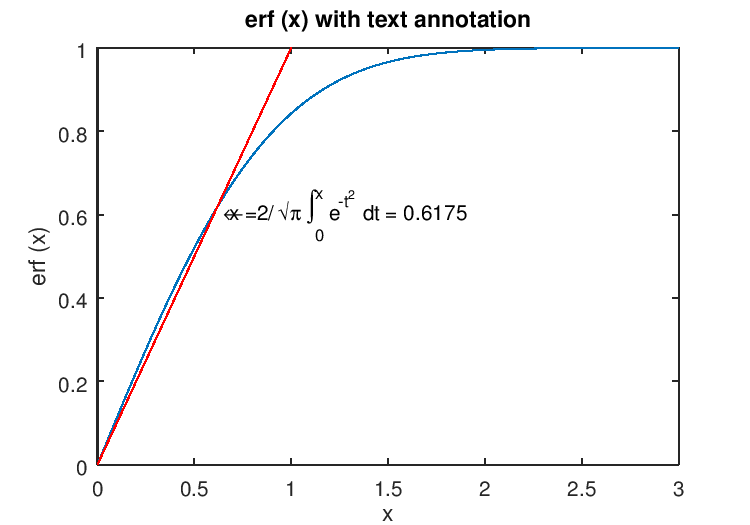 erf (x) with text annotation
1
0.8
0.6
0.4
0.2
0
erf (x)
←x =2/√π ∫₀ˣ e^-t² dt = 0.6175
0 0.5 1 1.5 2 2.5 3
x